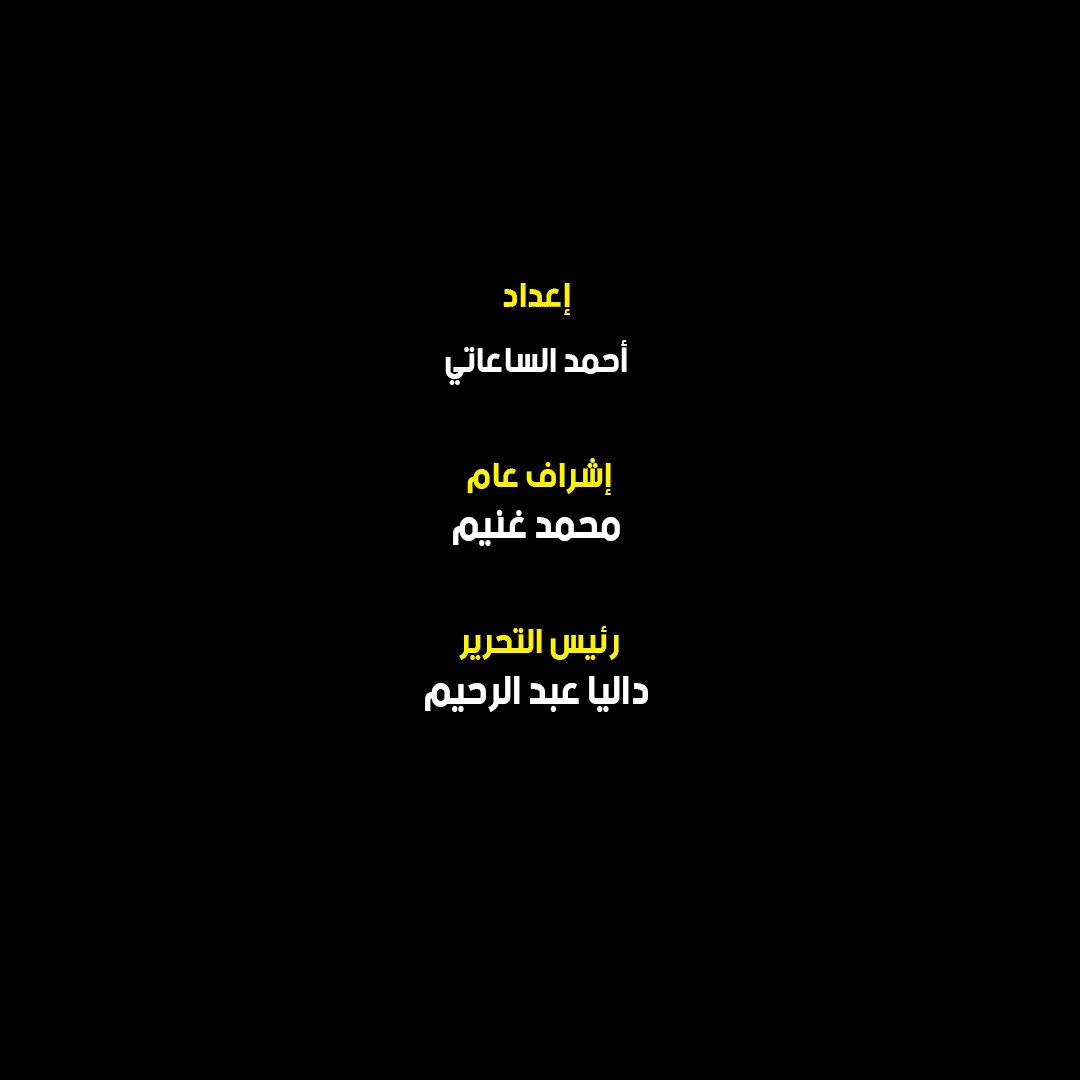 إعداد
أحمد الساعاتي
إشراف عام
محمد غنيم
رئيس التحرير
داليا عبد الرحيم